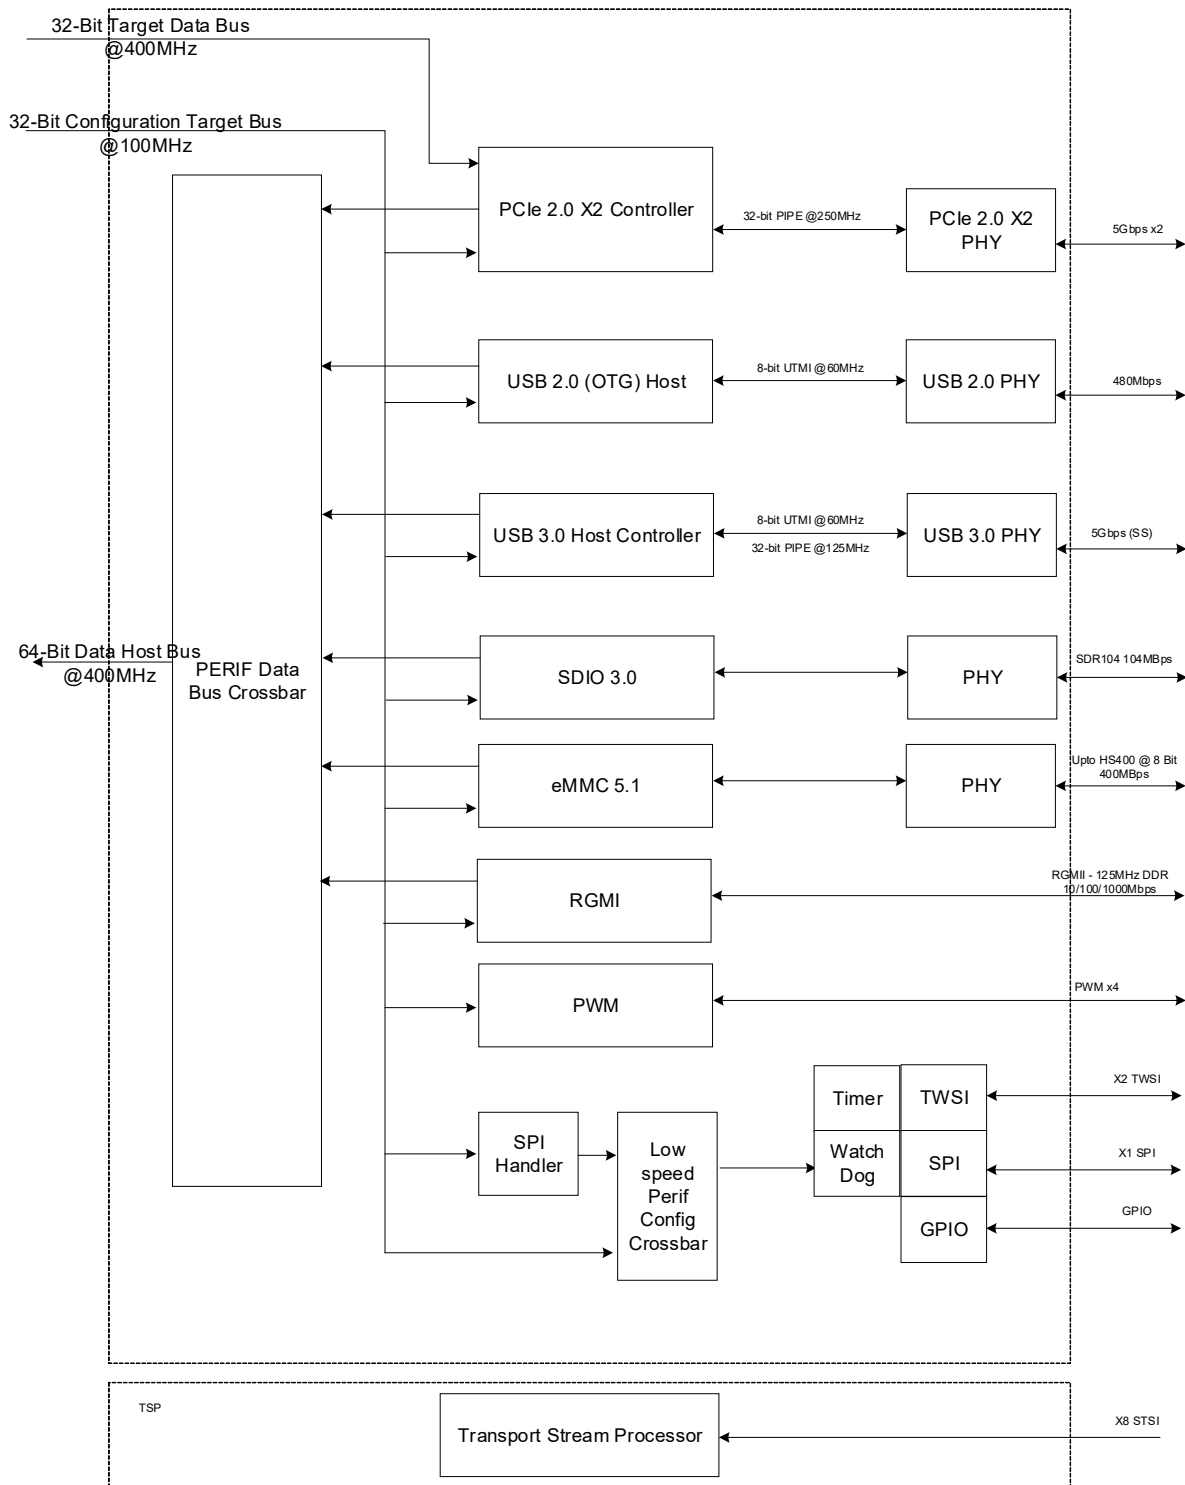 32-Bit Target Data Bus
@400MHz
32-Bit Configuration Target Bus
@100MHz
PCIe 2.0 X2 Controller
32-bit PIPE @250MHz
PCIe 2.0 X2
PHY
5Gbps x2
USB 2.0 (OTG) Host
8-bit UTMI @60MHz
USB 2.0 PHY
480Mbps
USB 3.0 Host Controller
8-bit UTMI @60MHz
32-bit PIPE @125MHz
USB 3.0 PHY
5Gbps (SS)
64-Bit Data Host Bus
@400MHz
PERIF Data
Bus Crossbar
SDIO 3.0
PHY
SDR104 104MBps
eMMC 5.1
PHY
Upto HS400 @ 8 Bit
400MBps
RGMI
RGMII - 125MHz DDR
10/100/1000Mbps
PWM
PWM x4
SPI
Handler
Low
speed
Perif
Config
Crossbar
Timer
TWSI
X2 TWSI
Watch
Dog
SPI
X1 SPI
GPIO
GPIO
TSP
Transport Stream Processor
X8 STSI